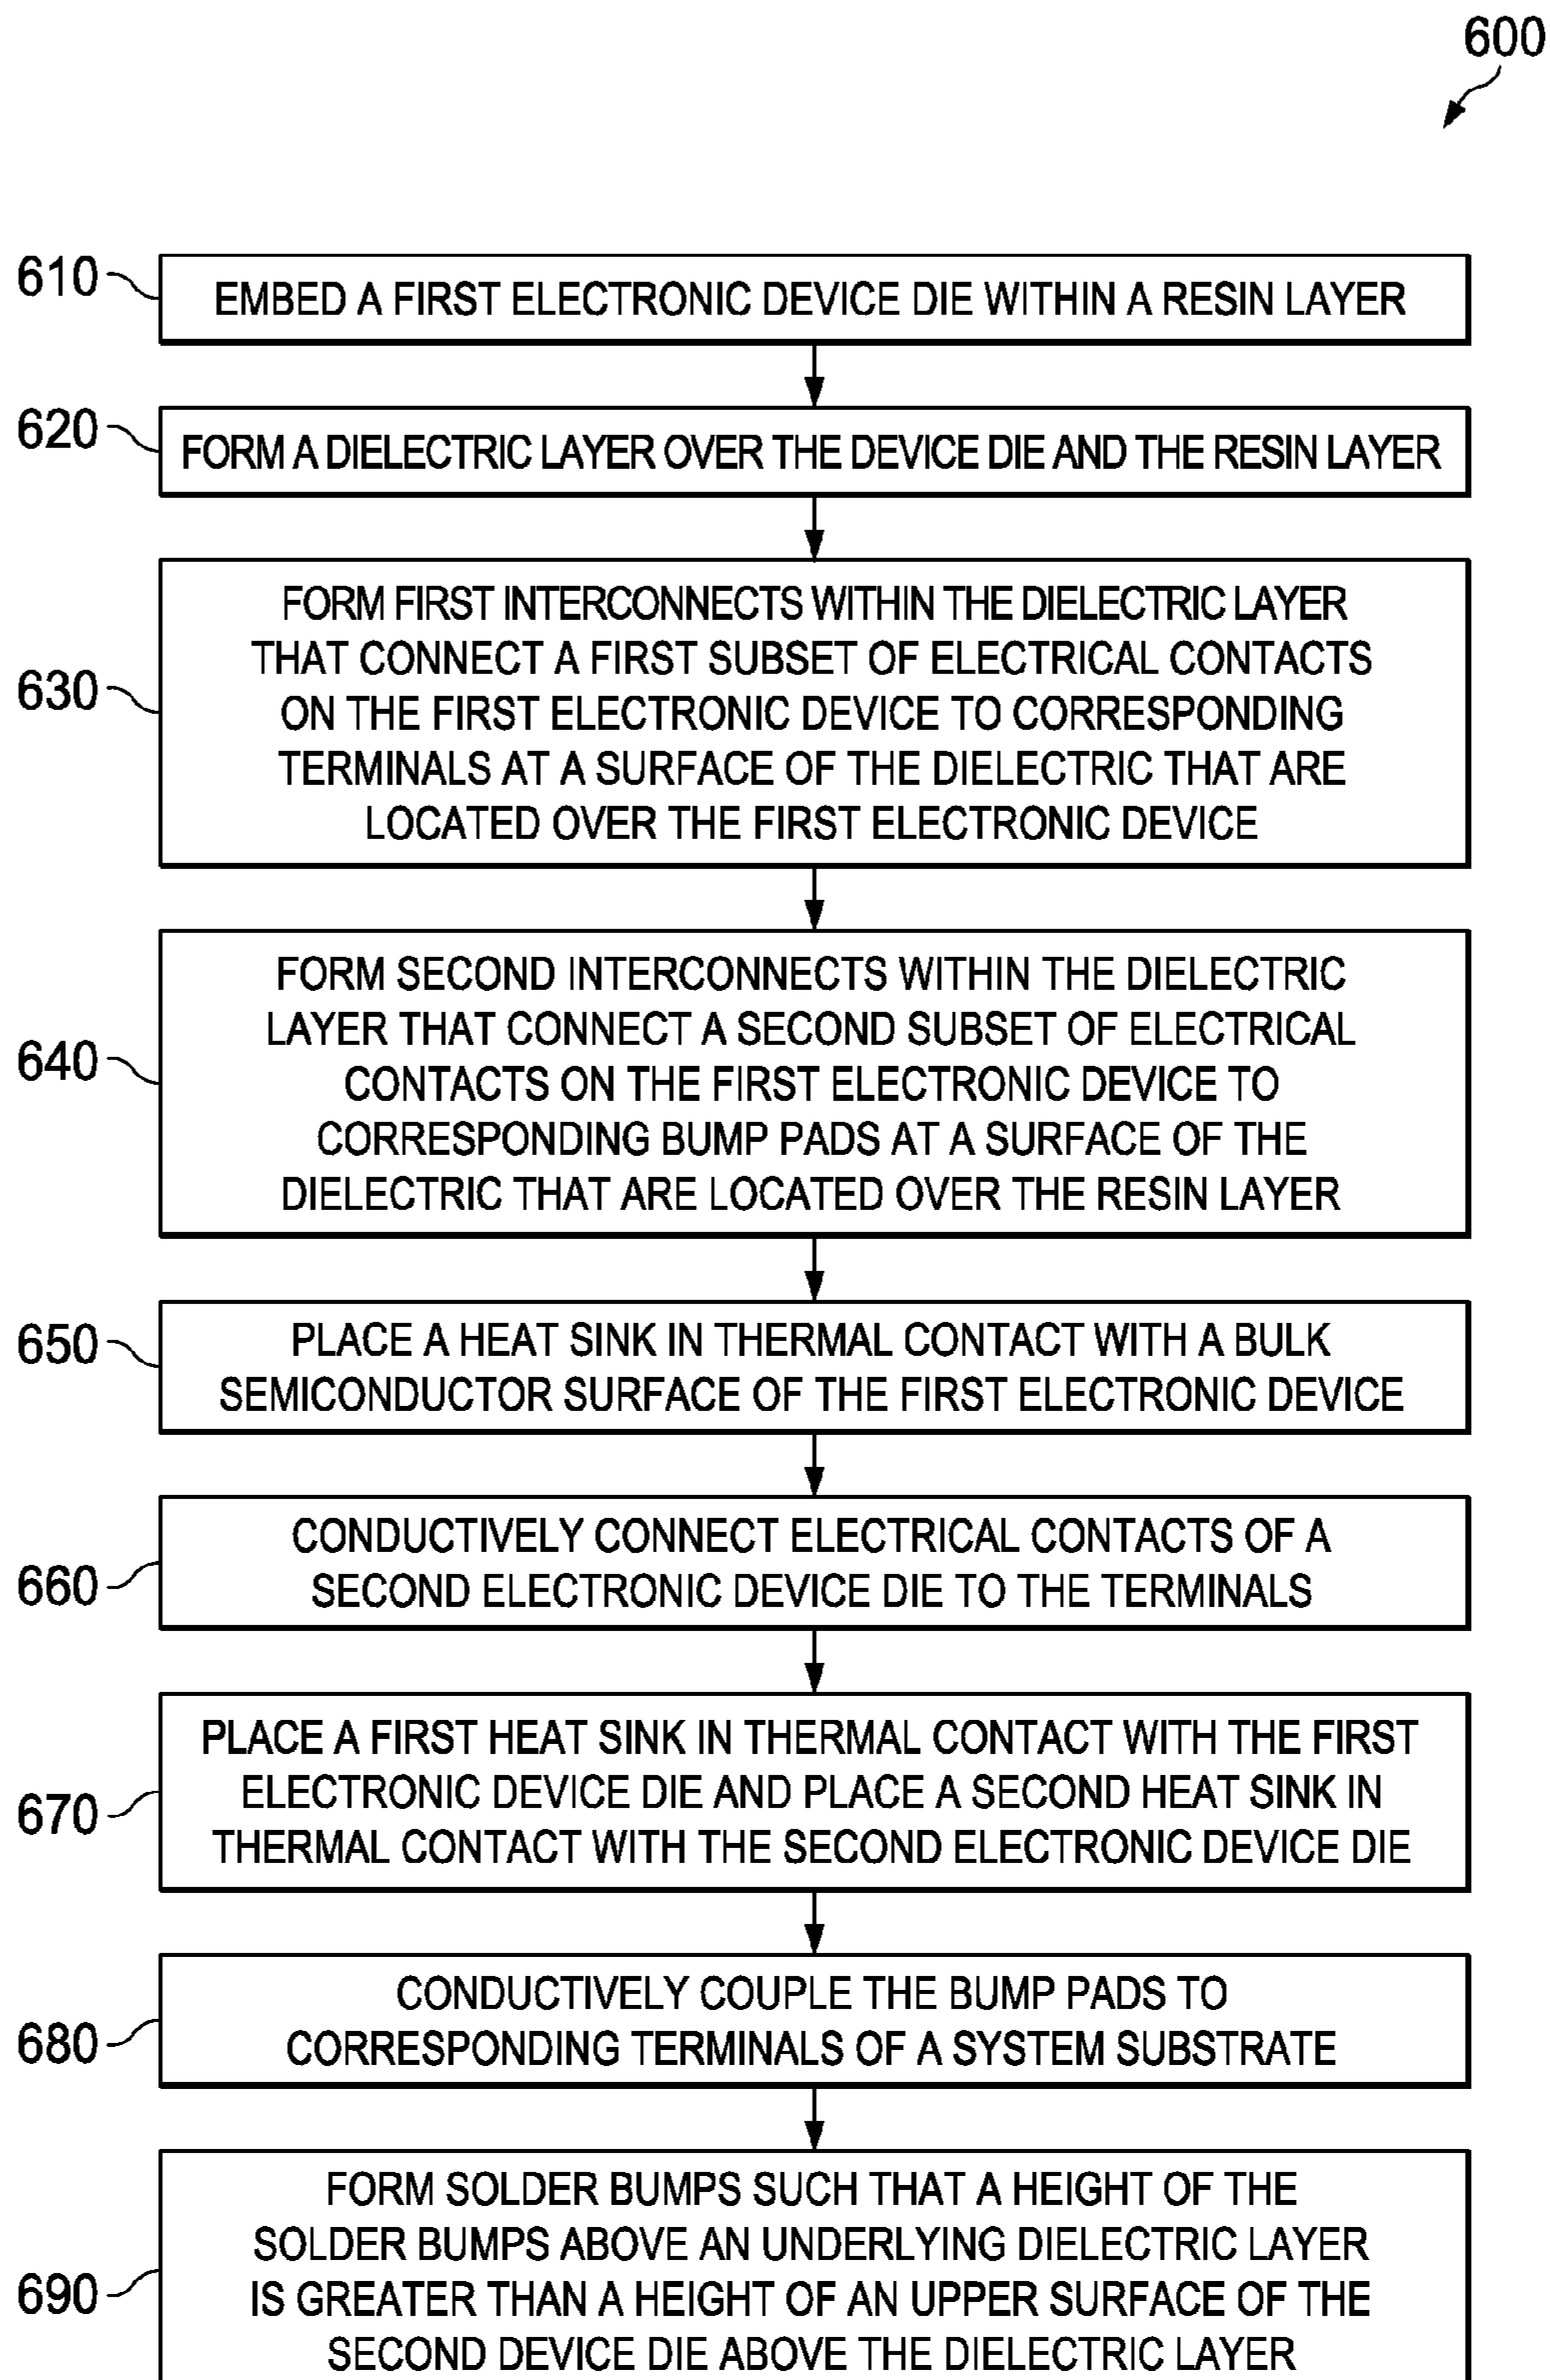 600
610
EMBED A FIRST ELECTRONIC DEVICE DIE WITHIN A RESIN LAYER
620
FORM A DIELECTRIC LAYER OVER THE DEVICE DIE AND THE RESIN LAYER
630
FORM FIRST INTERCONNECTS WITHIN THE DIELECTRIC LAYER
THAT CONNECT A FIRST SUBSET OF ELECTRICAL CONTACTS
ON THE FIRST ELECTRONIC DEVICE TO CORRESPONDING
TERMINALS AT A SURFACE OF THE DIELECTRIC THAT ARE
LOCATED OVER THE FIRST ELECTRONIC DEVICE
640
FORM SECOND INTERCONNECTS WITHIN THE DIELECTRIC
LAYER THAT CONNECT A SECOND SUBSET OF ELECTRICAL
CONTACTS ON THE FIRST ELECTRONIC DEVICE TO
CORRESPONDING BUMP PADS AT A SURFACE OF THE
DIELECTRIC THAT ARE LOCATED OVER THE RESIN LAYER
650
PLACE A HEAT SINK IN THERMAL CONTACT WITH A BULK
SEMICONDUCTOR SURFACE OF THE FIRST ELECTRONIC DEVICE
660
CONDUCTIVELY CONNECT ELECTRICAL CONTACTS OF A
SECOND ELECTRONIC DEVICE DIE TO THE TERMINALS
670
PLACE A FIRST HEAT SINK IN THERMAL CONTACT WITH THE FIRST
ELECTRONIC DEVICE DIE AND PLACE A SECOND HEAT SINK IN
THERMAL CONTACT WITH THE SECOND ELECTRONIC DEVICE DIE
680
CONDUCTIVELY COUPLE THE BUMP PADS TO
CORRESPONDING TERMINALS OF A SYSTEM SUBSTRATE
690
FORM SOLDER BUMPS SUCH THAT A HEIGHT OF THE
SOLDER BUMPS ABOVE AN UNDERLYING DIELECTRIC LAYER
IS GREATER THAN A HEIGHT OF AN UPPER SURFACE OF THE
SECOND DEVICE DIE ABOVE THE DIELECTRIC LAYER